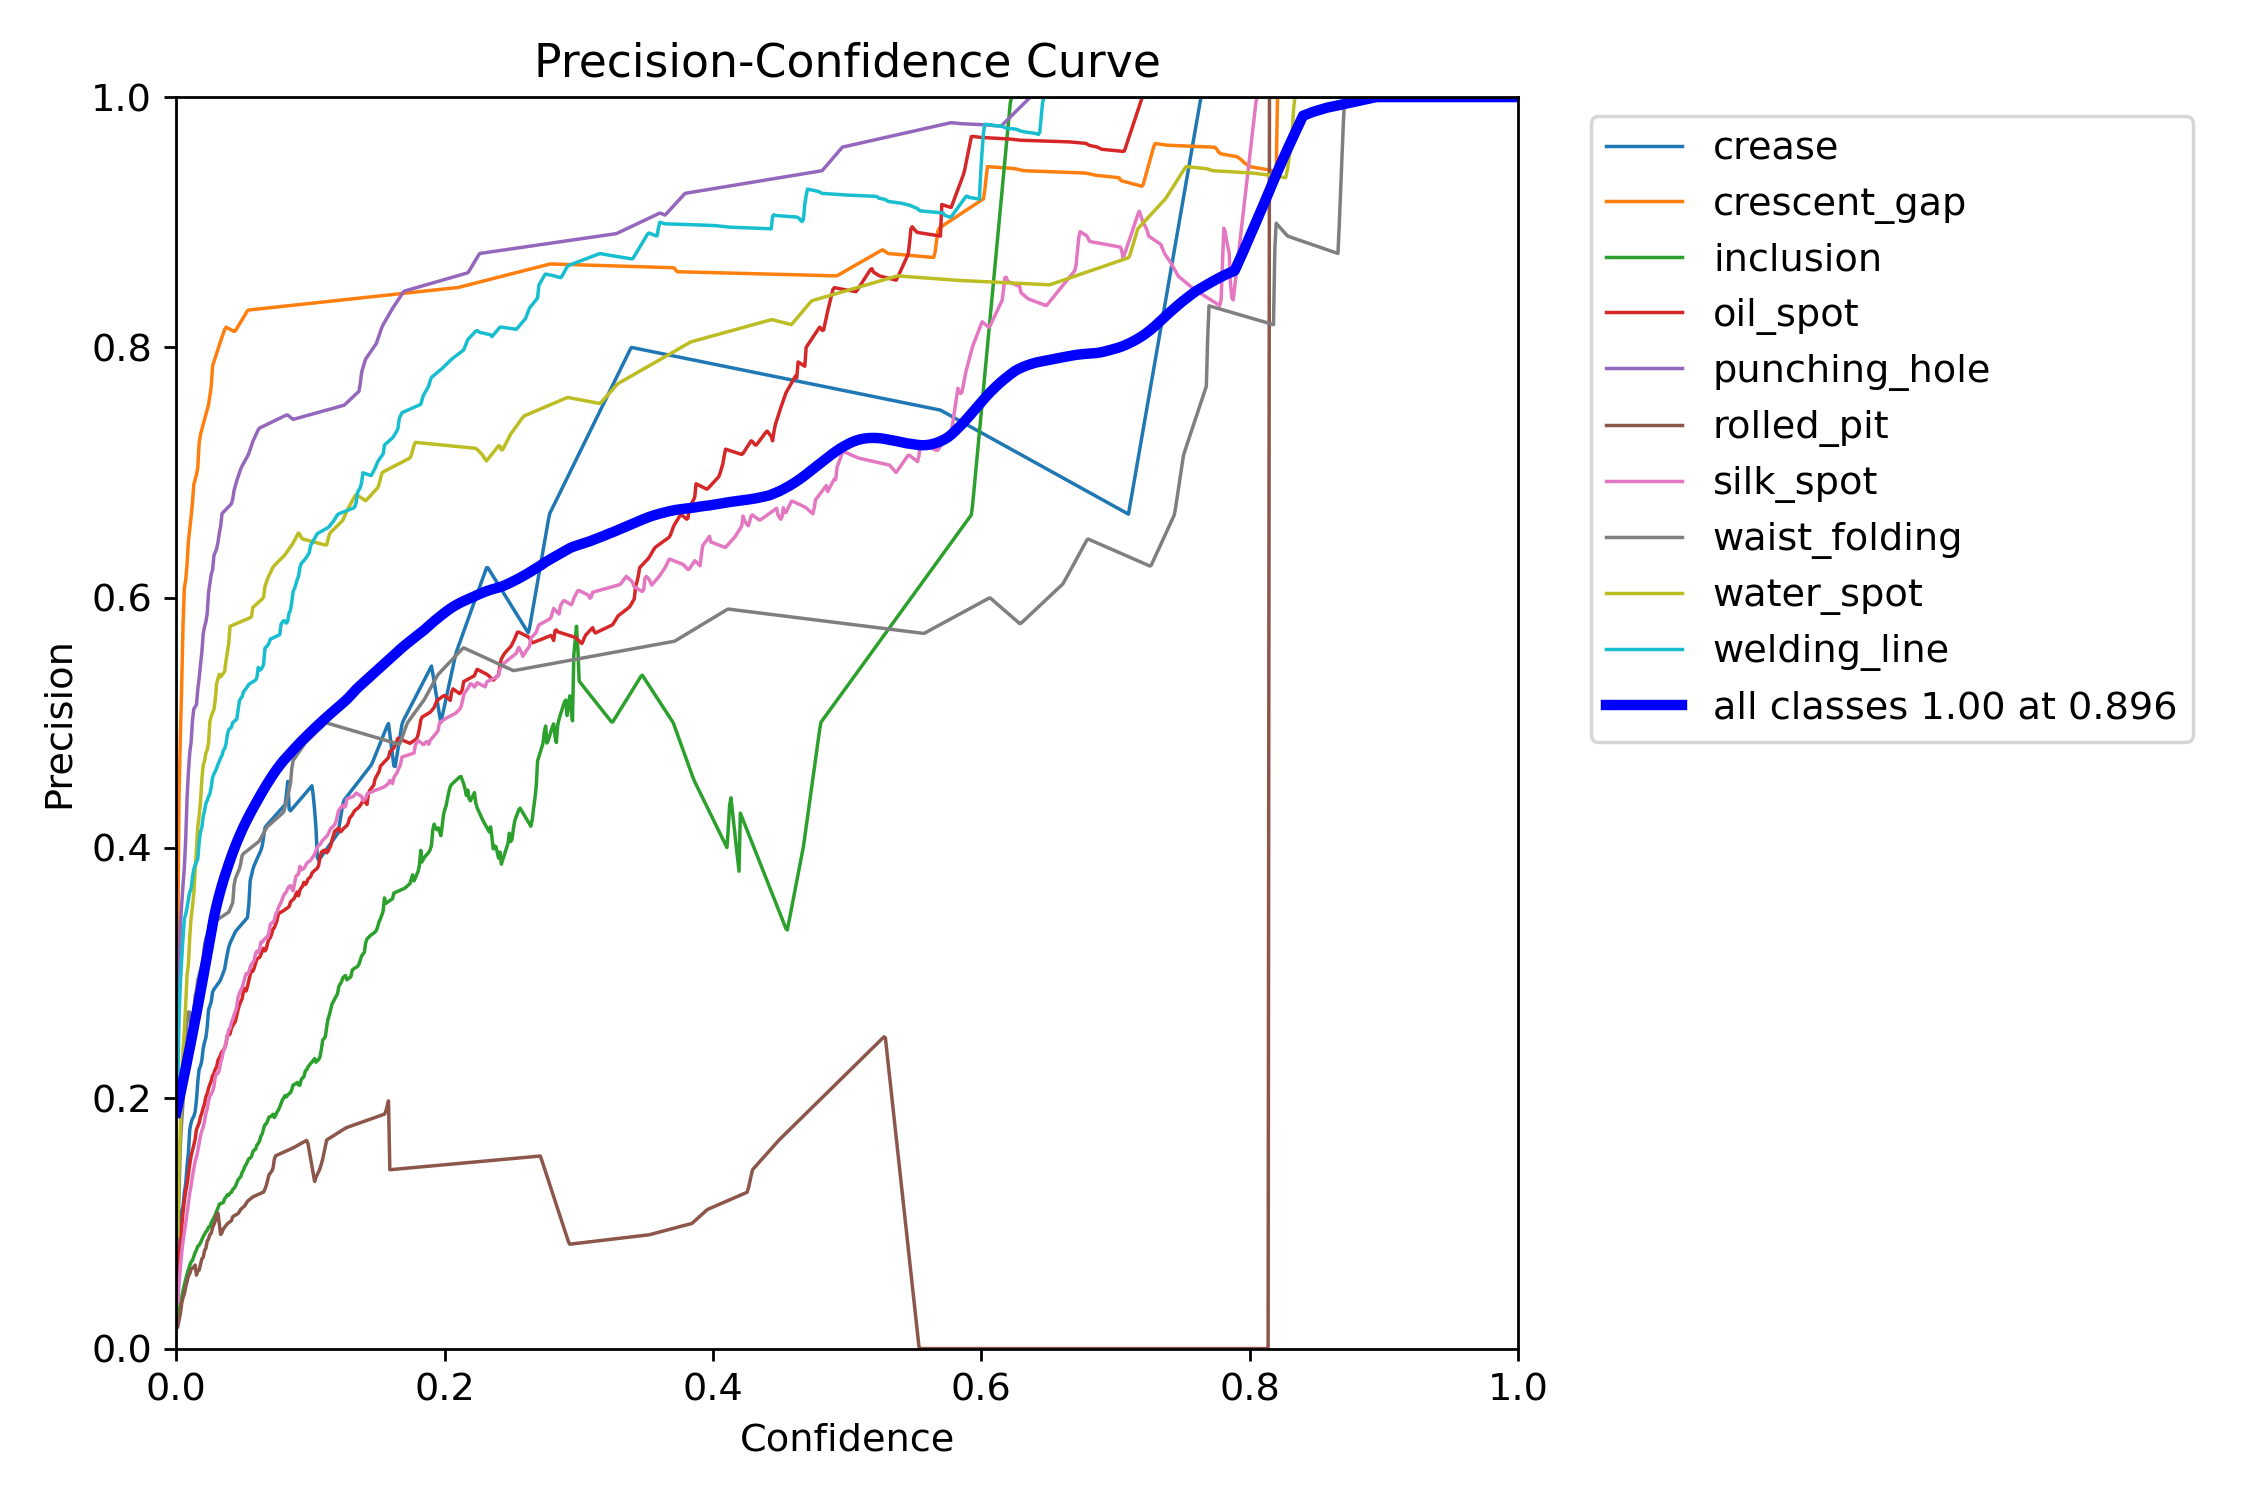 Precision-Confidence Curve
1.0
0.8
0.6
0.4
0.2
0.0
Precision
0.0 0.2 0.4 0.6 0.8 1.0
Confidence
crease
crescent_gap
inclusion
oil_spot
punching_hole
rolled_pit
silk_spot
waist_folding
water_spot
welding_line
all classes 1.00 at 0.896